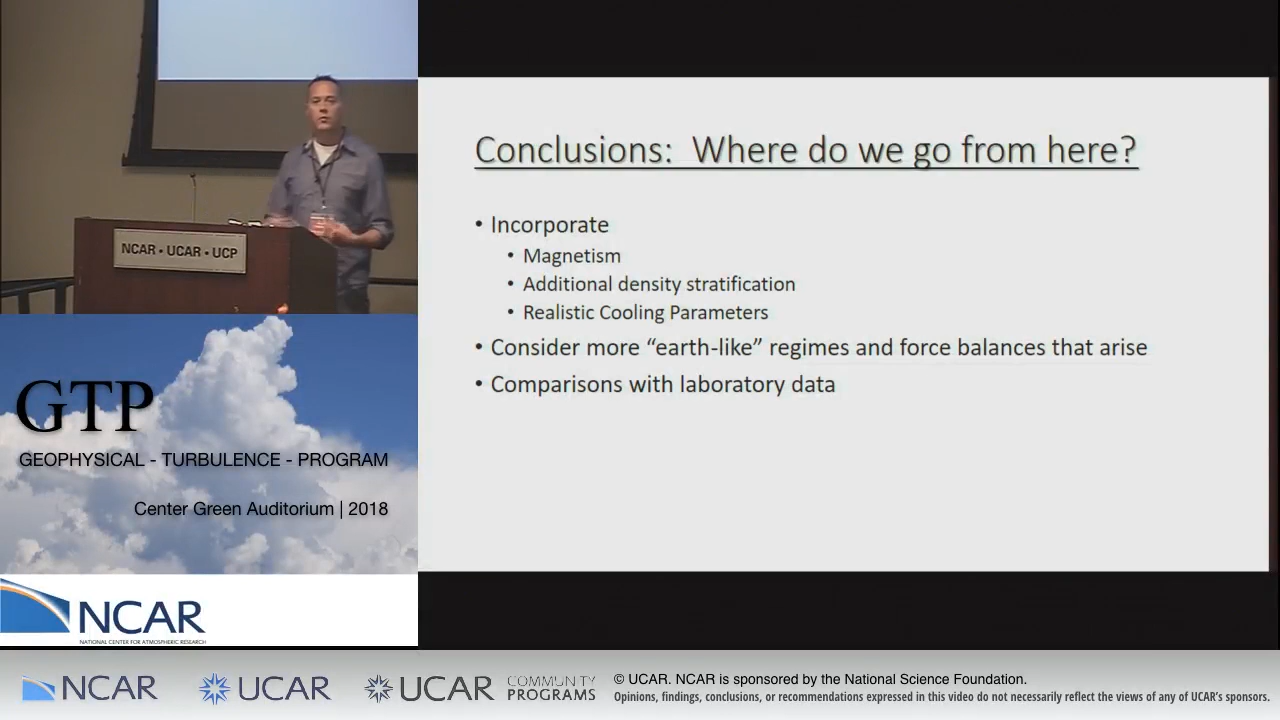 NCAR • UCAR • UCP
Conclusions: Where do we go from here?
• Incorporate
• Magnetism
• Additional density stratification
• Realistic Cooling Parameters
• Consider more “earth-like” regimes and force balances that arise
• Comparisons with laboratory data
GTP
GEOPHYSICAL - TURBULENCE - PROGRAM
Center Green Auditorium | 2018
NCAR
NATIONAL CENTER FOR ATMOSPHERIC RESEARCH
NCAR
UCAR
UCAR
COMMUNITY
PROGRAMS
© UCAR. NCAR is sponsored by the National Science Foundation.
Opinions, findings, conclusions, or recommendations expressed in this video do not necessarily reflect the views of any of UCAR's sponsors.